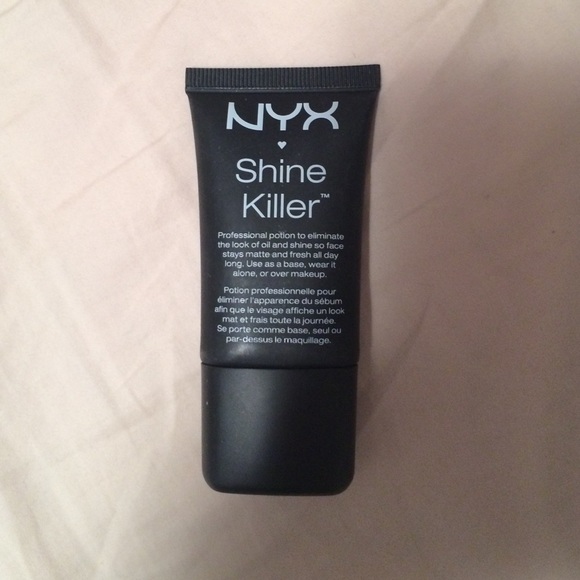 NYX
♥
Shine
Killer™
Professional potion to eliminate
the look of oil and shine so face
stays matte and fresh all day
long. Use as a base, wear it
alone, or over makeup.
Potion professionnelle pour
éliminer l'apparence du sébum
afin que le visage affiche un look
mat et frais toute la journée.
Se porte comme base, seul ou
par-dessus le maquillage.